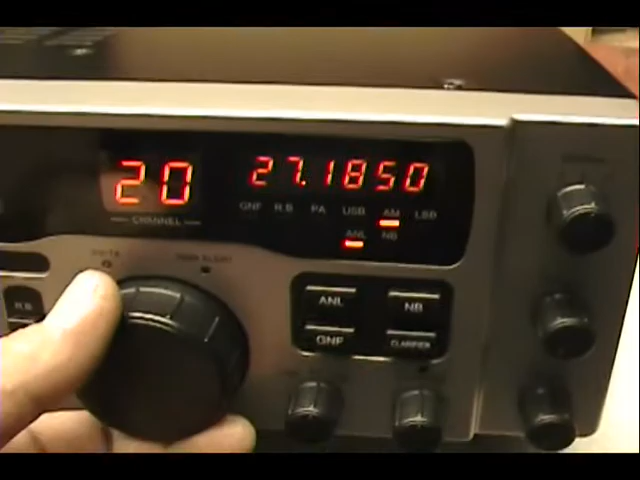 20 27.1850
CHANNEL
GNF R.B PA USB AM LSB
ANL NB
R.B
ANL NB
GNF CLARIFIER